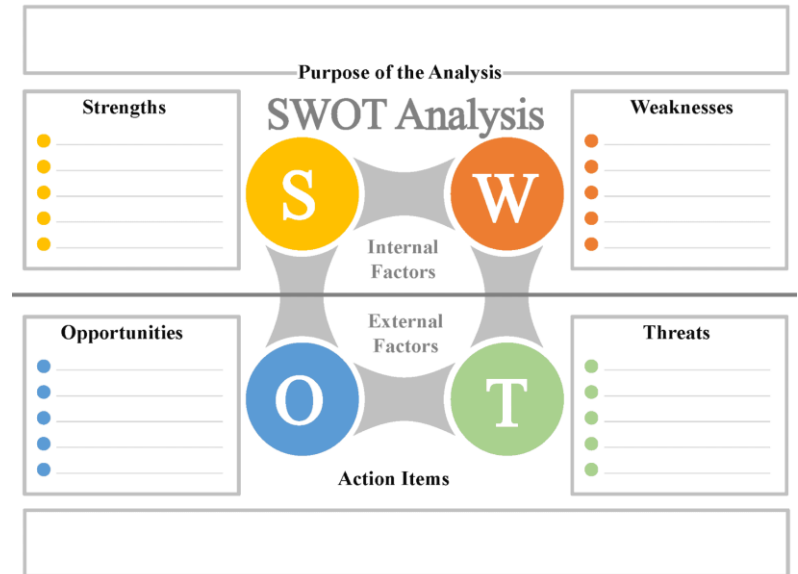 Purpose of the Analysis
Strengths
SWOT Analysis
Weaknesses
S
W
Internal
Factors
External
Factors
Opportunities
Threats
O
T
Action Items